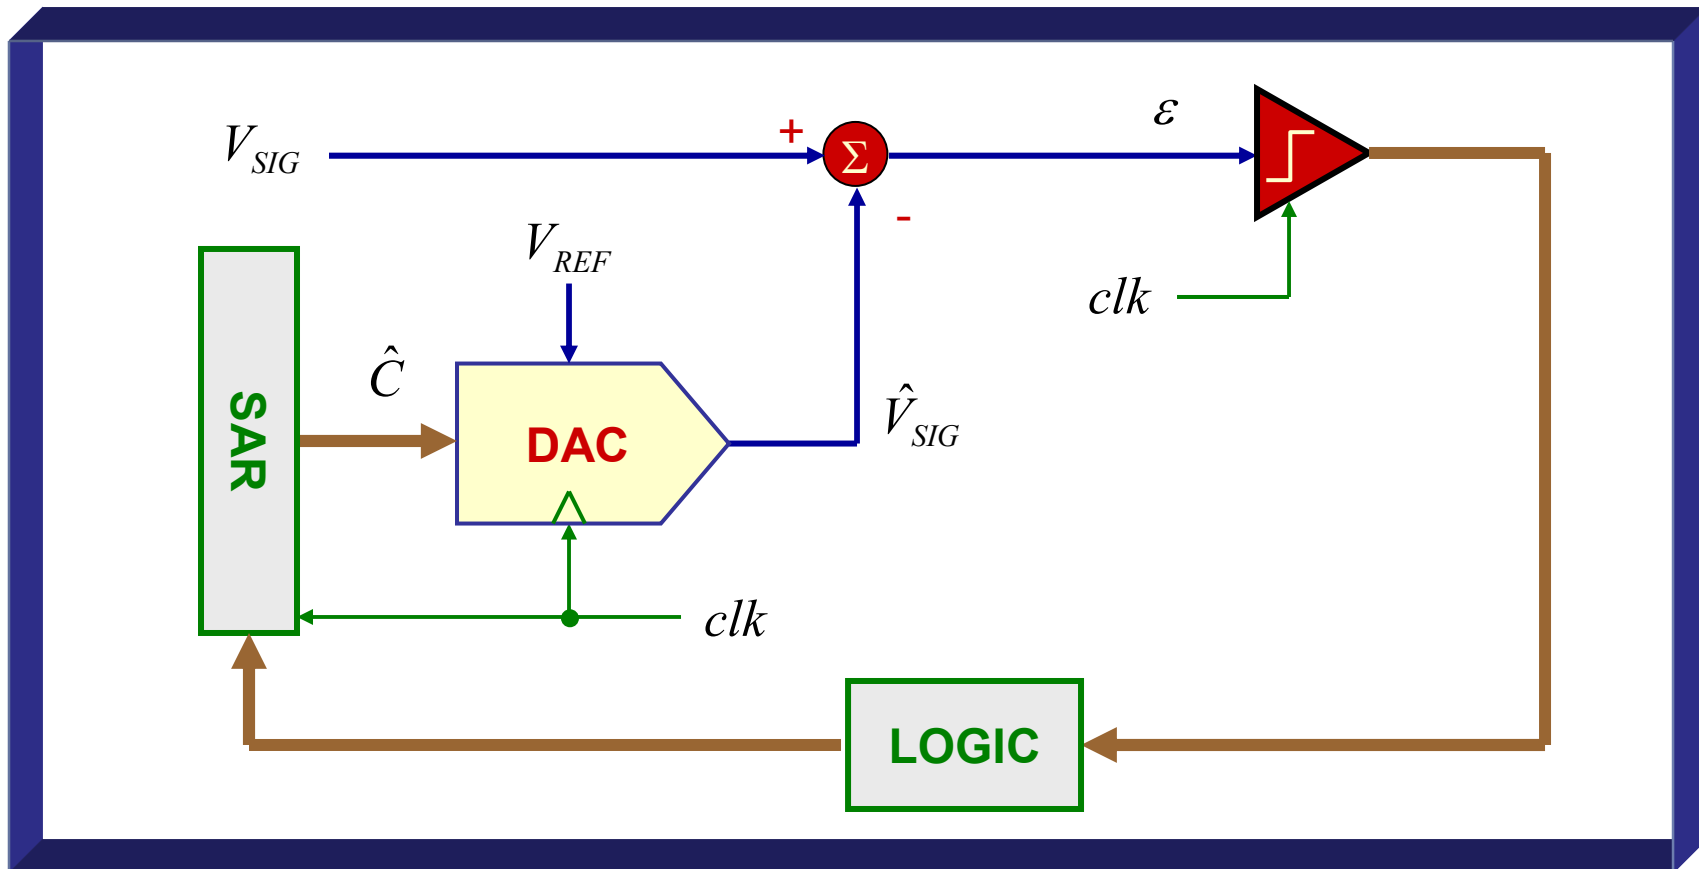 ε
+
V_SIG
Σ
-
V_REF
clk
Ĉ
V̂_SIG
SAR
DAC
clk
LOGIC